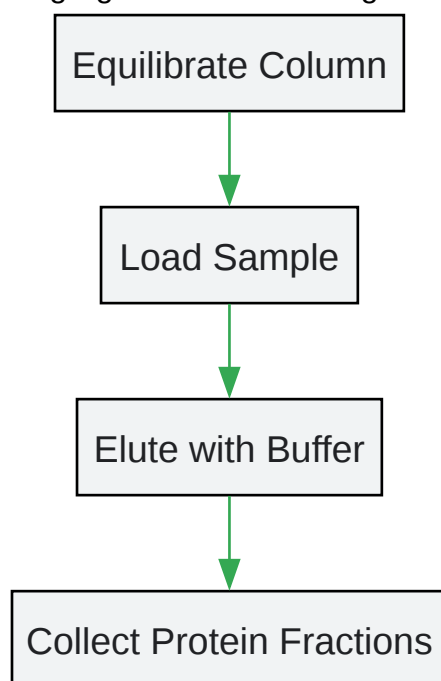 Equilibrate Column
Load Sample
Elute with Buffer
Collect Protein Fractions